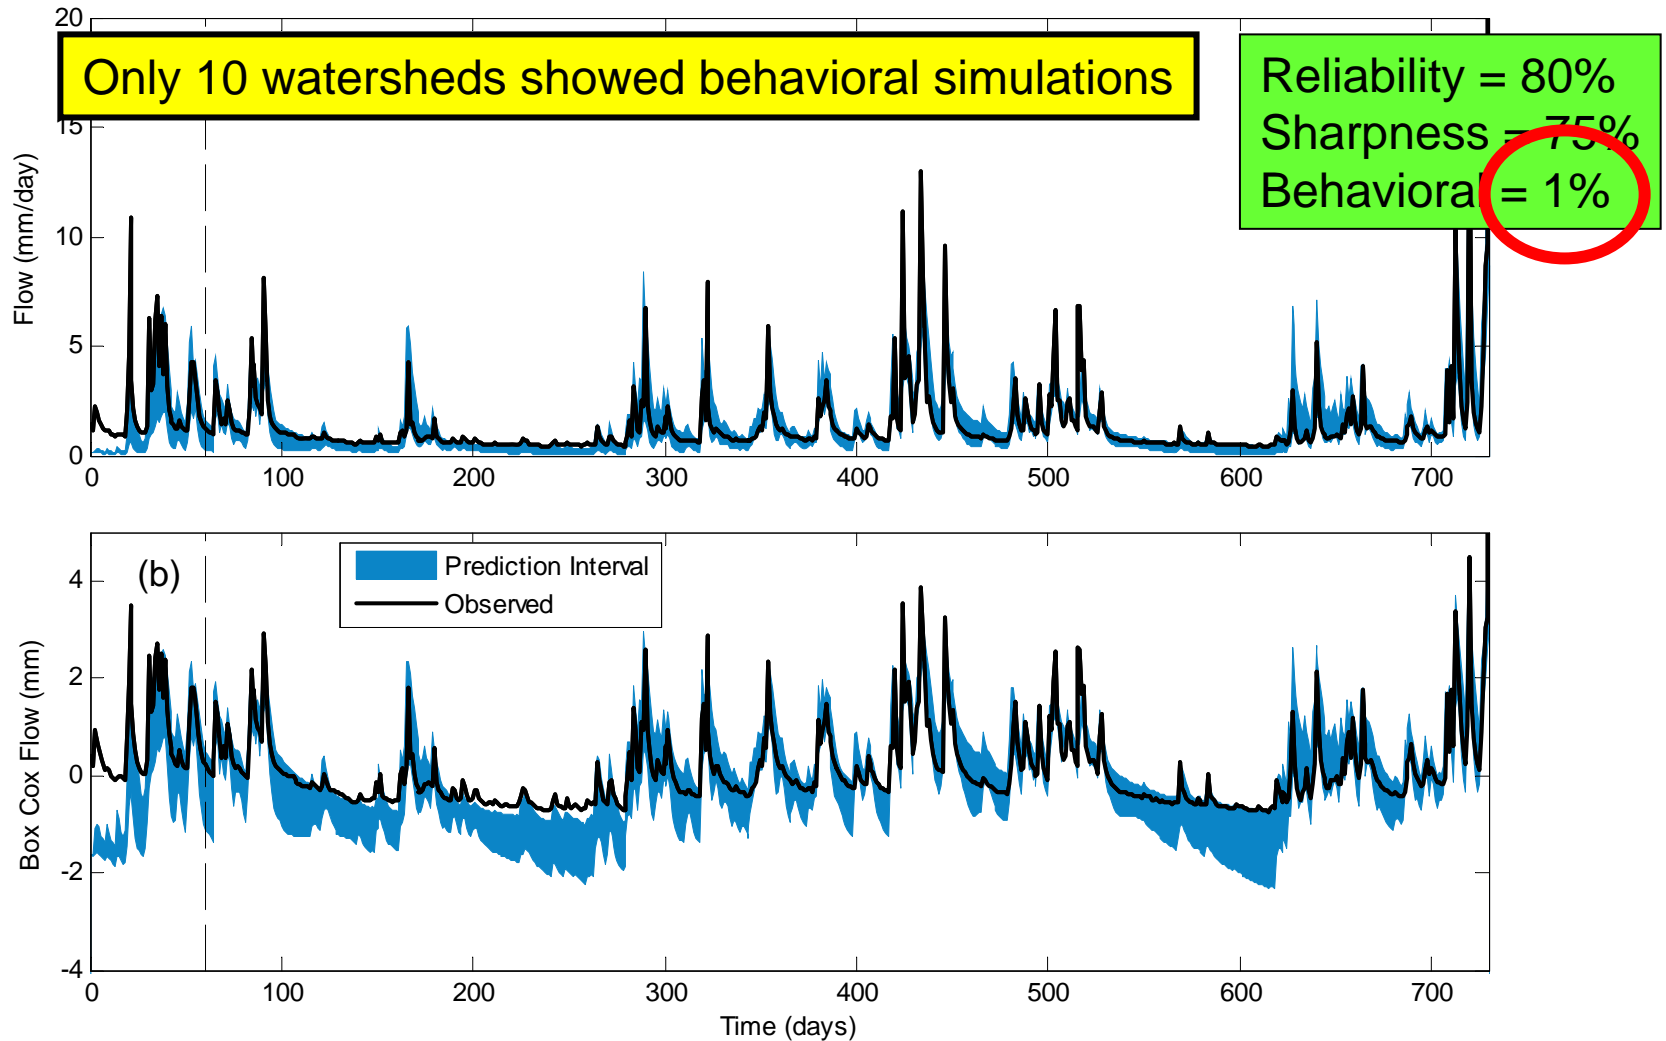 20
Only 10 watersheds showed behavioral simulations
Reliability = 80%
Sharpness = 75%
Behavioral = 1%
15
10
5
0
Flow (mm/day)
0 100 200 300 400 500 600 700
(b)
Prediction Interval
Observed
4
2
0
-2
-4
Box Cox Flow (mm)
0 100 200 300 400 500 600 700
Time (days)